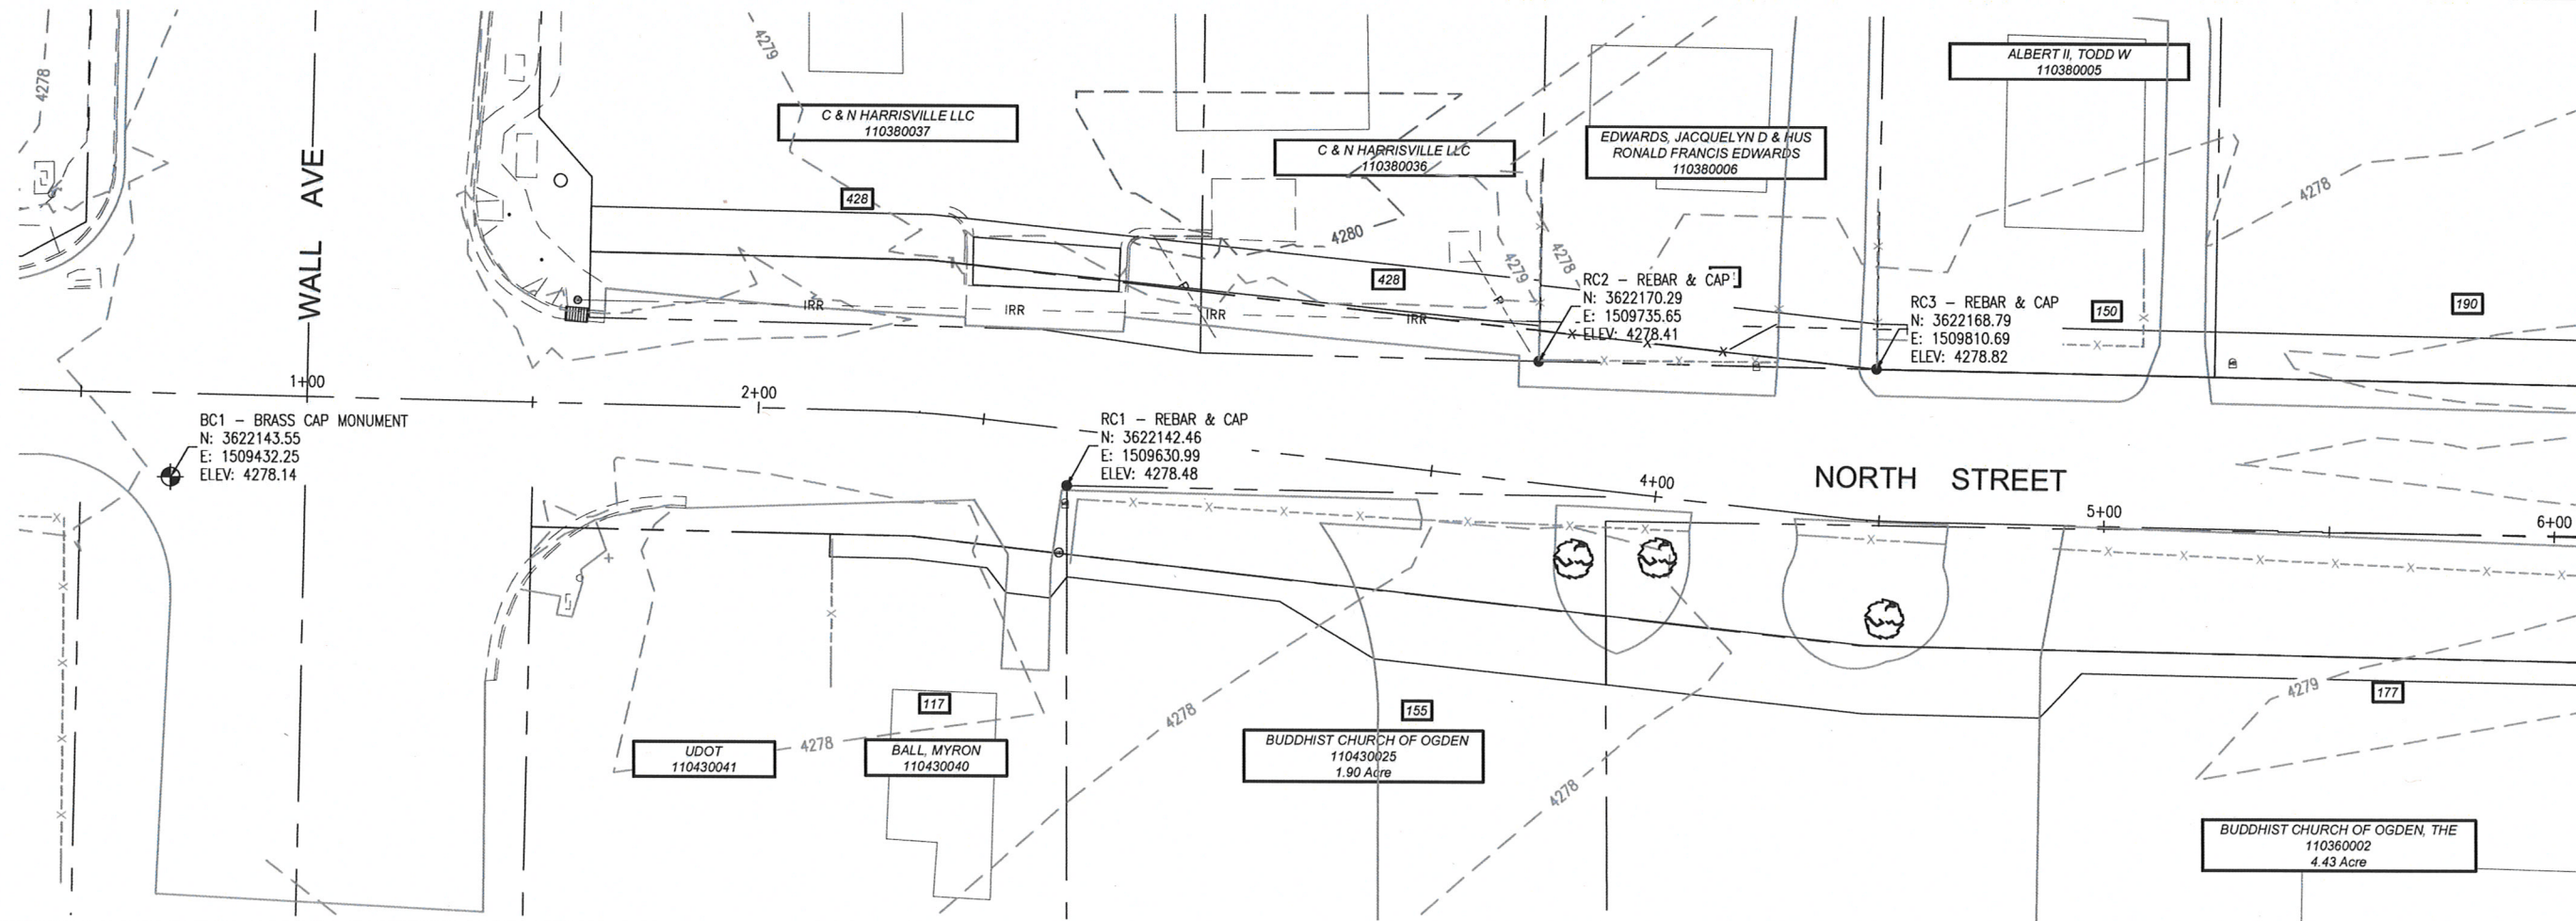 4278
WALL AVE
4279
C & N HARRISVILLE LLC
110380037
C & N HARRISVILLE LLC
110380036
EDWARDS, JACQUELYN D & HUS
RONALD FRANCIS EDWARDS
110380006
ALBERT II, TODD W
110380005
4278
428
4280
428
4279
4278
150
190
IRR
IRR
IRR
IRR
RC2 - REBAR & CAP
N: 3622170.29
E: 1509735.65
ELEV: 4278.41
RC3 - REBAR & CAP
N: 3622168.79
E: 1509810.69
ELEV: 4278.82
1+00
2+00
BC1 - BRASS CAP MONUMENT
N: 3622143.55
E: 1509432.25
ELEV: 4278.14
RC1 - REBAR & CAP
N: 3622142.46
E: 1509630.99
ELEV: 4278.48
NORTH STREET
4+00
5+00
6+00
117
155
177
4279
4278
4278
4278
UDOT
110430041
BALL, MYRON
110430040
BUDDHIST CHURCH OF OGDEN
110430025
1.90 Acre
BUDDHIST CHURCH OF OGDEN, THE
110360002
4.43 Acre